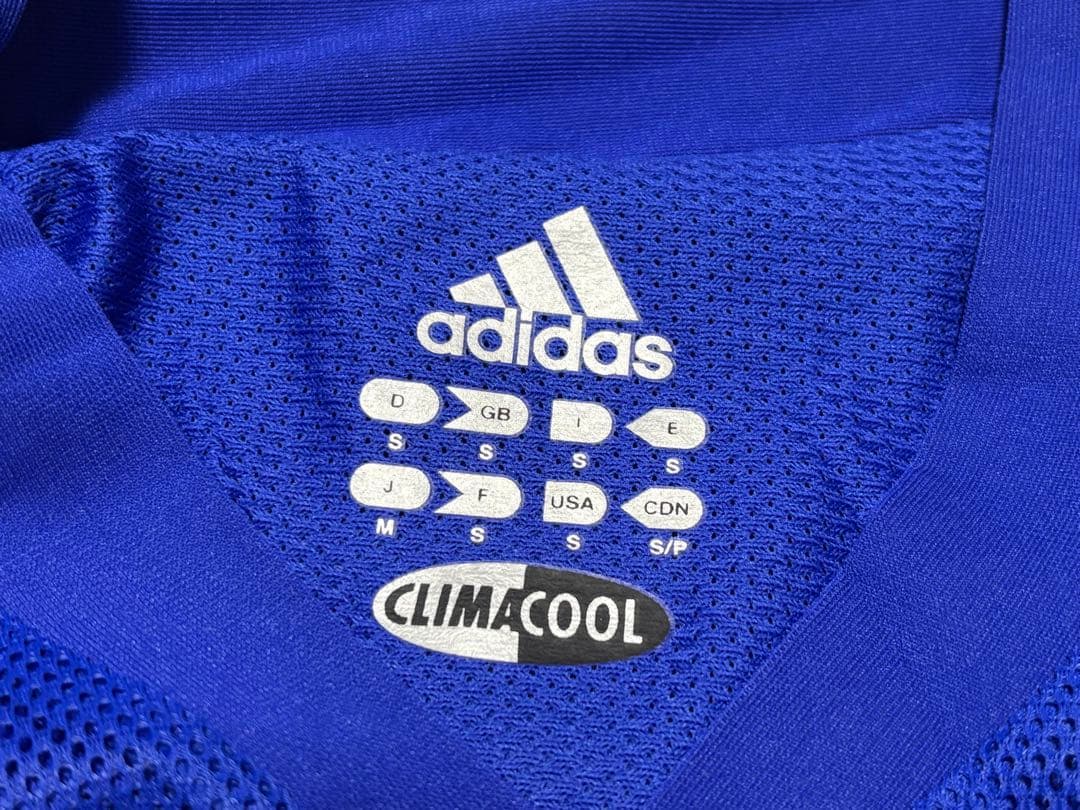 adidas
D GB I E
S S S S
J F USA CDN
M S S S/P
CLIMACOOL